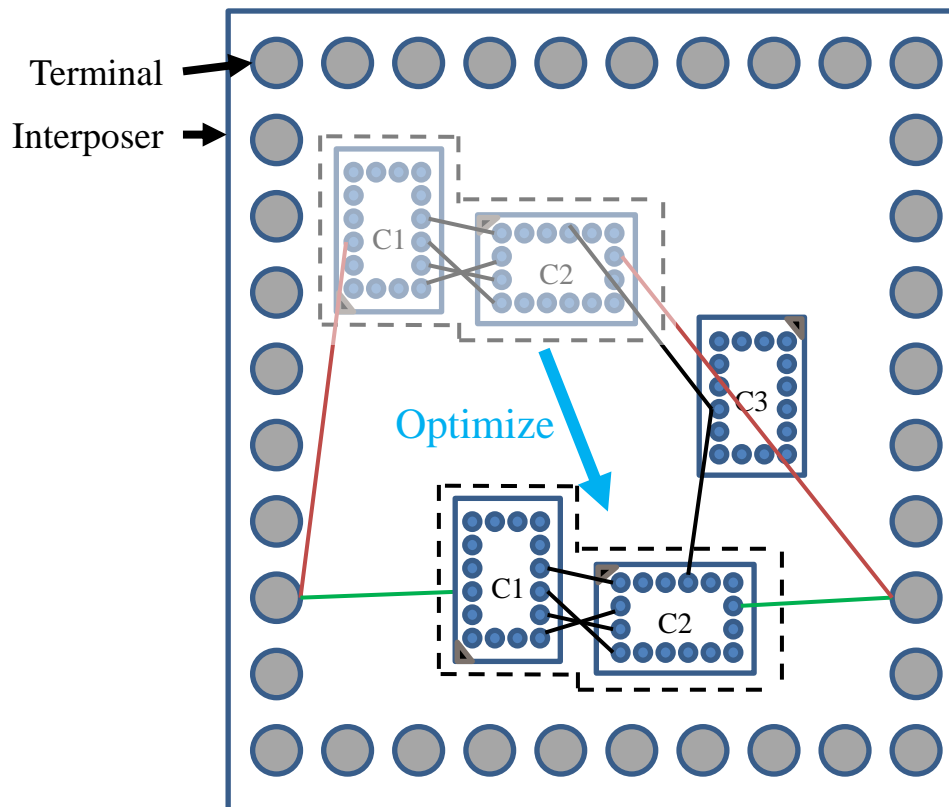 Terminal
Interposer
C1
C2
C3
Optimize
C1
C2